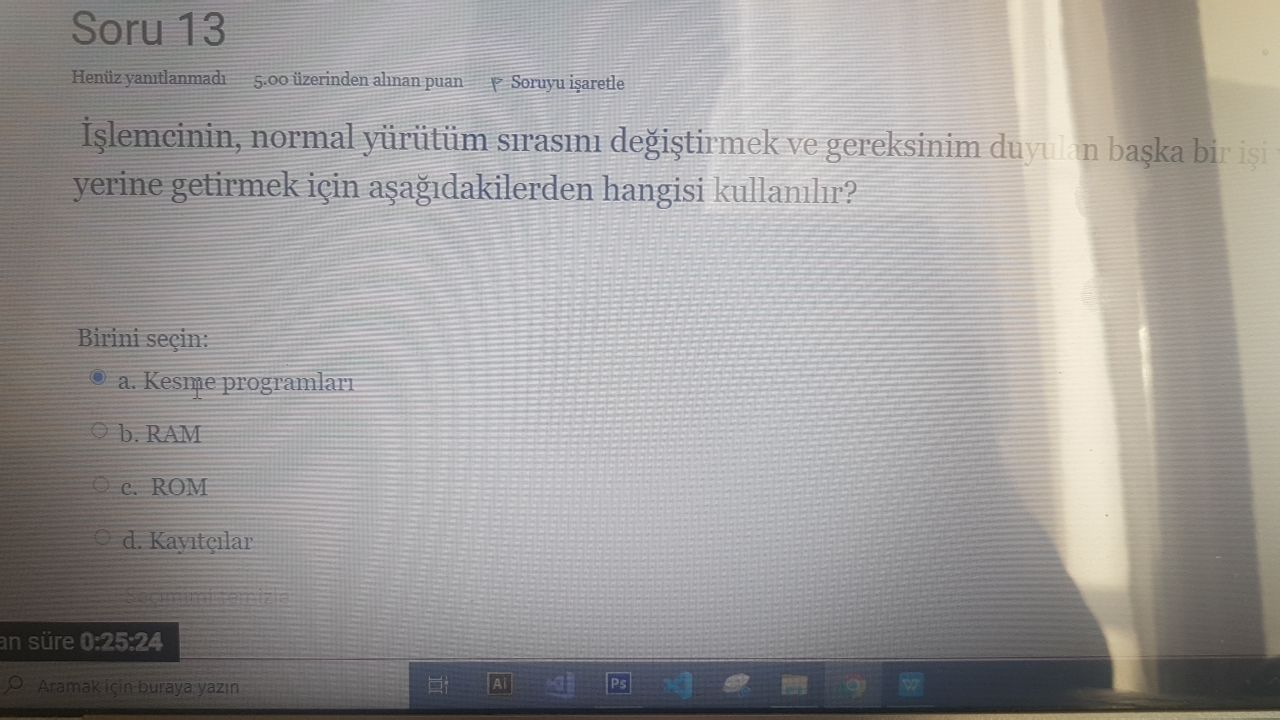 Soru 13
Henüz yanıtlanmadı 5.00 üzerinden alınan puan Soruyu işaretle
İşlemcinin, normal yürütüm sırasını değiştirmek ve gereksinim duyulan başka bir işi
yerine getirmek için aşağıdakilerden hangisi kullanılır?
Birini seçin:
a. Kesme programları
b. RAM
c. ROM
d. Kayıtçılar
Seçimimi temizle
an süre 0:25:24
Aramak için buraya yazın
Ai
Ps
W